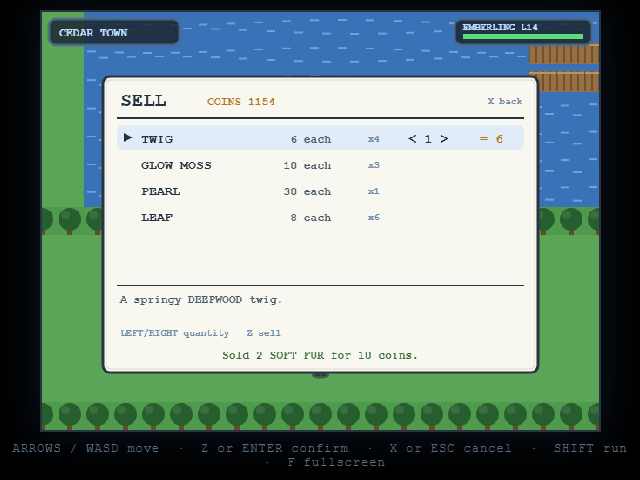 CEDAR TOWN
EMBERLING L14
SELL COINS 1154 X back
TWIG 6 each x4 < 1 > = 6
GLOW MOSS 18 each x3
PEARL 30 each x1
LEAF 8 each x6
A springy DEEPWOOD twig.
LEFT/RIGHT quantity Z sell
Sold 2 SOFT FUR for 10 coins.
ARROWS / WASD move · Z or ENTER confirm · X or ESC cancel · SHIFT run
· F fullscreen